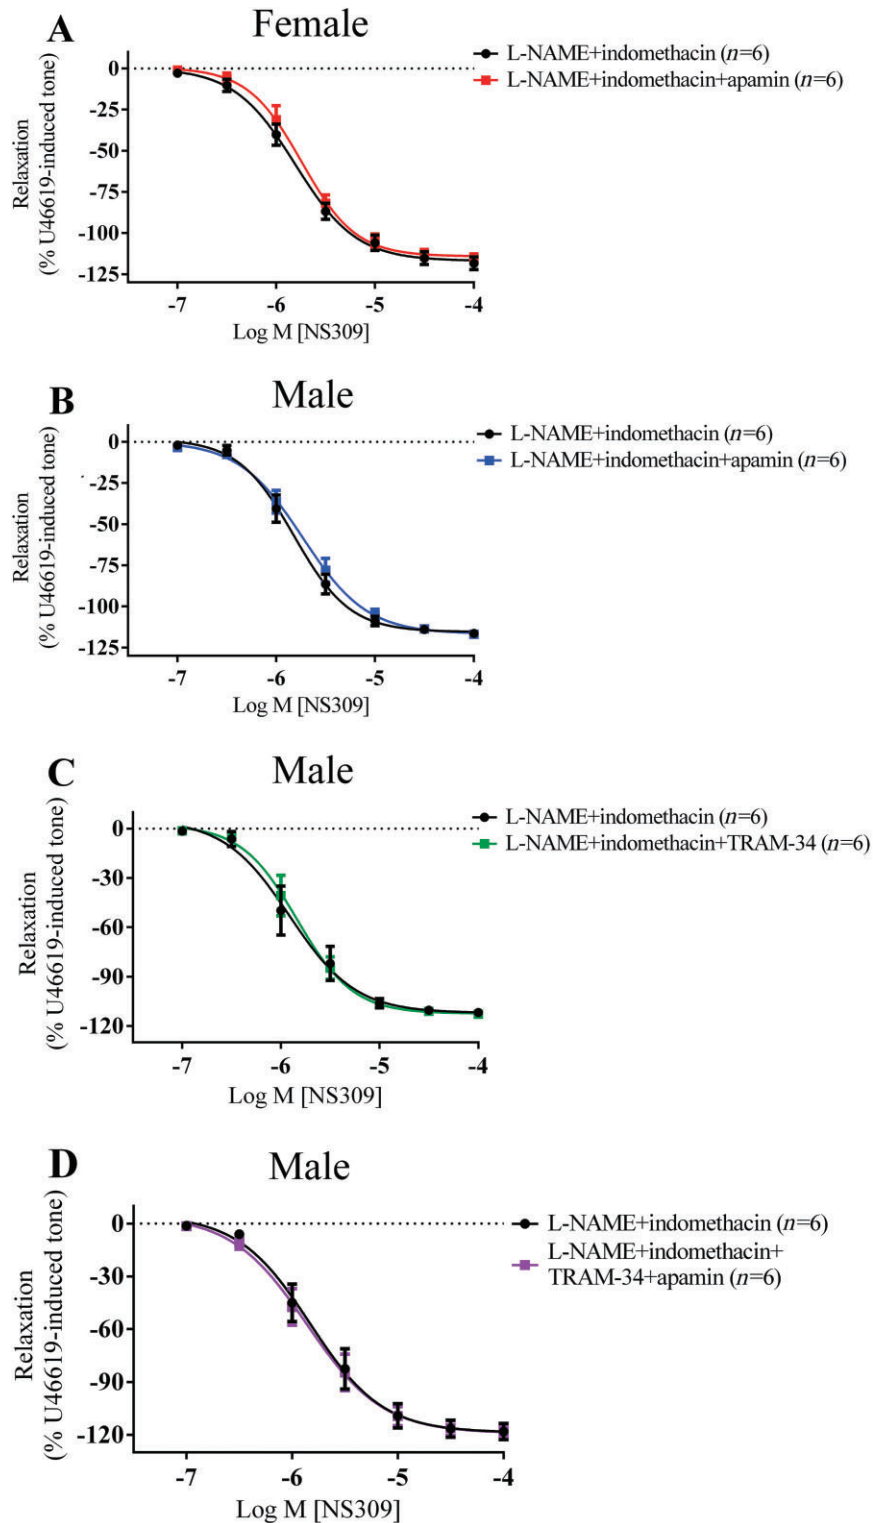 A
Female
L-NAME+indomethacin (n=6)
L-NAME+indomethacin+apamin (n=6)
Relaxation
(% U46619-induced tone)
0
-25
-50
-75
-100
-125
-7
-6
-5
-4
Log M [NS309]
B
Male
L-NAME+indomethacin (n=6)
L-NAME+indomethacin+apamin (n=6)
Relaxation
(% U46619-induced tone)
0
-25
-50
-75
-100
-125
-7
-6
-5
-4
Log M [NS309]
C
Male
L-NAME+indomethacin (n=6)
L-NAME+indomethacin+TRAM-34 (n=6)
Relaxation
(% U46619-induced tone)
0
-30
-60
-90
-120
-7
-6
-5
-4
Log M [NS309]
D
Male
L-NAME+indomethacin (n=6)
L-NAME+indomethacin+
TRAM-34+apamin (n=6)
Relaxation
(% U46619-induced tone)
0
-30
-60
-90
-120
-7
-6
-5
-4
Log M [NS309]